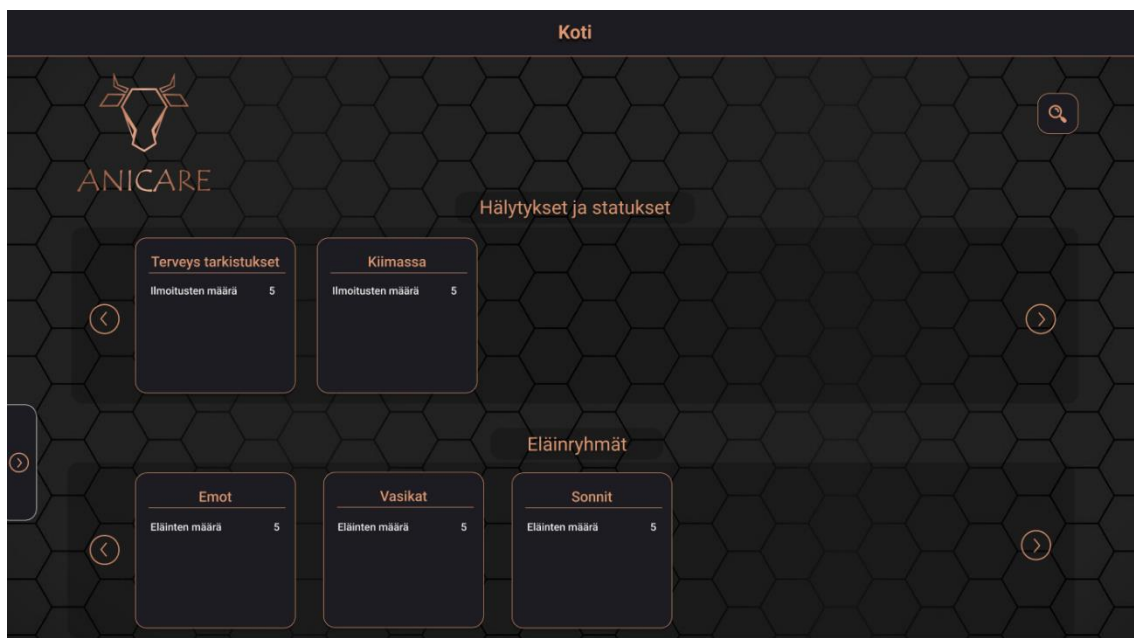 Koti
ANICARE
Hälytykset ja statukset
Terveys tarkistukset
Ilmoitusten määrä 5
Kiimassa
Ilmoitusten määrä 5
Eläinryhmät
Emot
Eläinten määrä 5
Vasikat
Eläinten määrä 5
Sonnit
Eläinten määrä 5